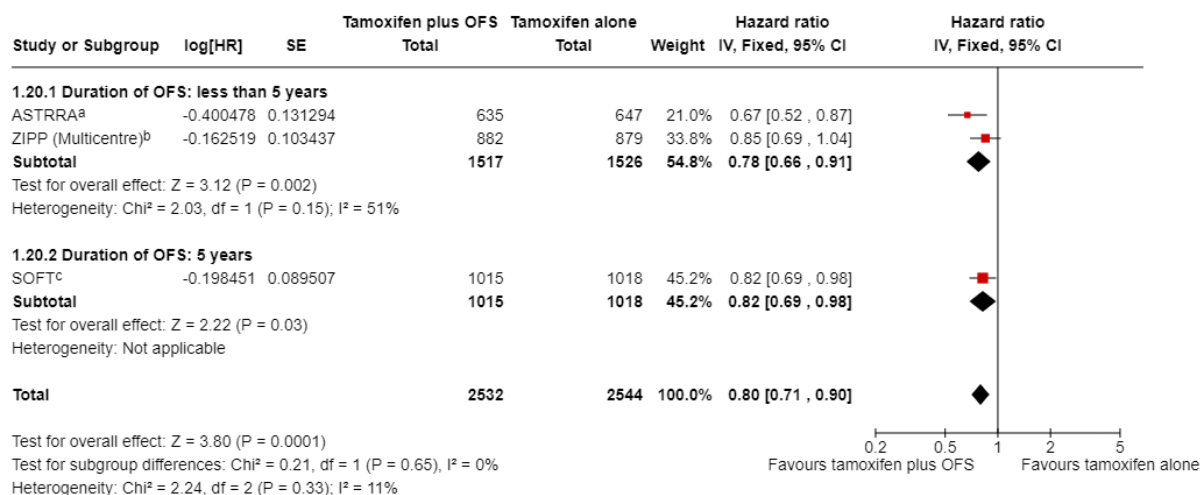 Tamoxifen plus OFS Tamoxifen alone Hazard ratio Hazard ratio
Study or Subgroup log[HR] SE Total Total Weight IV, Fixed, 95% CI IV, Fixed, 95% CI
1.20.1 Duration of OFS: less than 5 years
ASTRRAᵃ -0.400478 0.131294 635 647 21.0% 0.67 [0.52 , 0.87]
ZIPP (Multicentre)ᵇ -0.162519 0.103437 882 879 33.8% 0.85 [0.69 , 1.04]
Subtotal 1517 1526 54.8% 0.78 [0.66 , 0.91]
Test for overall effect: Z = 3.12 (P = 0.002)
Heterogeneity: Chi² = 2.03, df = 1 (P = 0.15); I² = 51%
1.20.2 Duration of OFS: 5 years
SOFTᶜ -0.198451 0.089507 1015 1018 45.2% 0.82 [0.69 , 0.98]
Subtotal 1015 1018 45.2% 0.82 [0.69 , 0.98]
Test for overall effect: Z = 2.22 (P = 0.03)
Heterogeneity: Not applicable
Total 2532 2544 100.0% 0.80 [0.71 , 0.90]
Test for overall effect: Z = 3.80 (P = 0.0001)
0.2 0.5 1 2 5
Test for subgroup differences: Chi² = 0.21, df = 1 (P = 0.65), I² = 0%
Favours tamoxifen plus OFS Favours tamoxifen alone
Heterogeneity: Chi² = 2.24, df = 2 (P = 0.33); I² = 11%